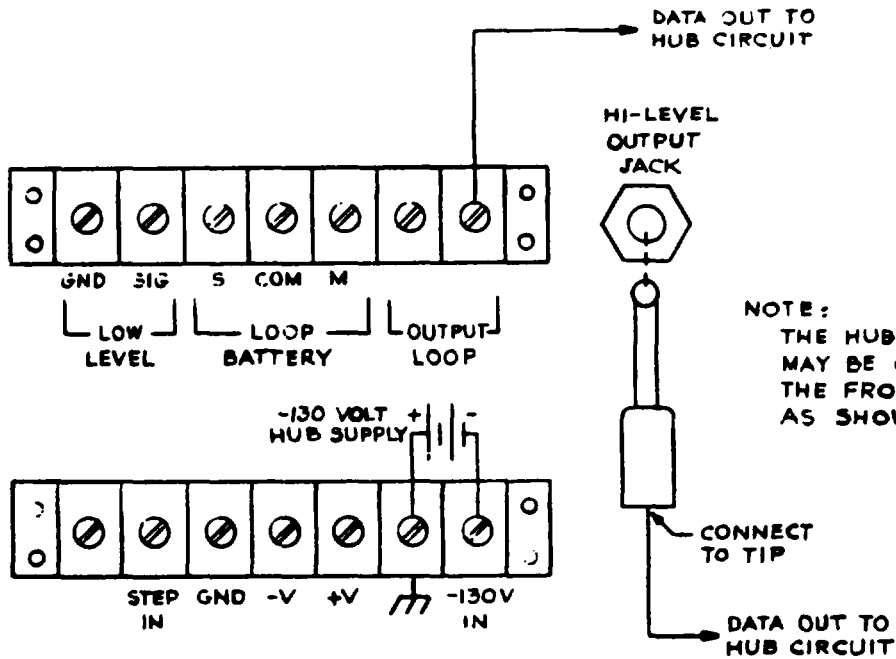 DATA OUT TO
HUB CIRCUIT
HI-LEVEL
OUTPUT
JACK
GND SIG S COM M
LOW
LEVEL
LOOP
BATTERY
OUTPUT
LOOP
NOTE:
THE HUB
MAY BE
THE FRO
AS SHOU
-130 VOLT + -
HUB SUPPLY
CONNECT
TO TIP
STEP
IN
GND -V +V -130V
IN
DATA OUT TO
HUB CIRCUIT